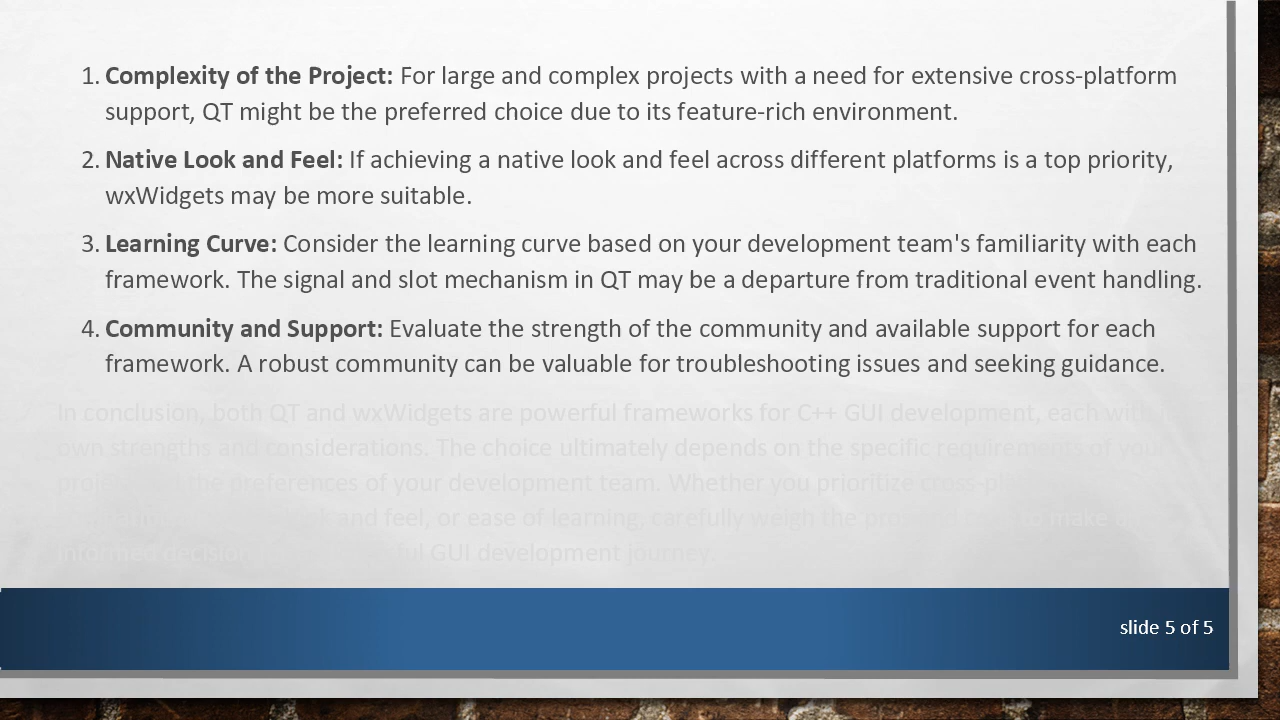 1. Complexity of the Project: For large and complex projects with a need for extensive cross-platform
support, QT might be the preferred choice due to its feature-rich environment.
2. Native Look and Feel: If achieving a native look and feel across different platforms is a top priority,
wxWidgets may be more suitable.
3. Learning Curve: Consider the learning curve based on your development team's familiarity with each
framework. The signal and slot mechanism in QT may be a departure from traditional event handling.
4. Community and Support: Evaluate the strength of the community and available support for each
framework. A robust community can be valuable for troubleshooting issues and seeking guidance.
In conclusion, both QT and wxWidgets are powerful frameworks for C++ GUI development, each with
own strengths and considerations. The choice ultimately depends on the specific requirements of your
the preferences of your development team. Whether you prioritize
and feel, or ease of learning, carefully weigh the to make
informed decision GUI development journey.
slide 5 of 5